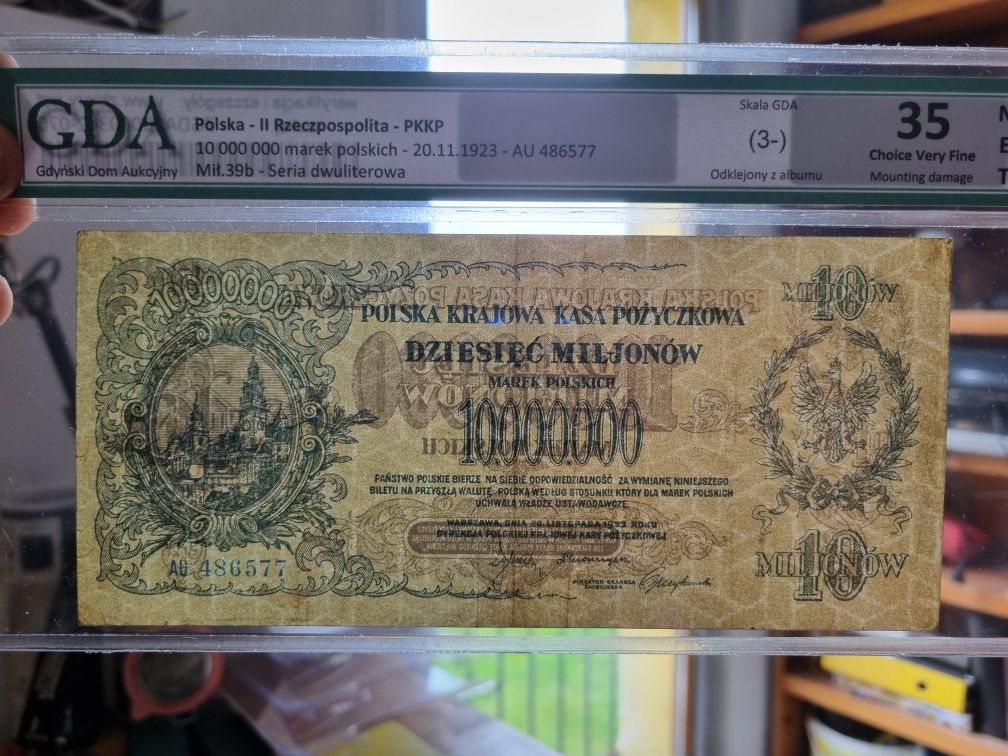 GDA
Gdyński Dom Aukcyjny
Polska - II Rzeczpospolita - PKKP
10 000 000 marek polskich - 20.11.1923 - AU 486577
Mił.39b - Seria dwuliterowa
Skala GDA
(3-)
Odklejony z albumu
35
Choice Very Fine
Mounting damage
10000000
10
MILJONÓW
POLSKA KRAJOWA KASA POŻYCZKOWA
DZIESIĘĆ MILJONÓW
MAREK POLSKICH
10.000.000
PAŃSTWO POLSKIE BIERZE NA SIEBIE ODPOWIEDZIALNOŚĆ ZA WYMIANĘ NINIEJSZEGO
BILETU NA PRZYSZŁĄ WALUTĘ POLSKĄ WEDŁUG STOSUNKU KTÓRY DLA MAREK POLSKICH
UCHWALĄ WŁADZE USTAWODAWCZE.
WARSZAWA, DNIA 20 LISTOPADA 1923 ROKU
DYREKCJA POLSKIEJ KRAJOWEJ KASY POŻYCZKOWEJ
AU 486577
10
MILJONÓW